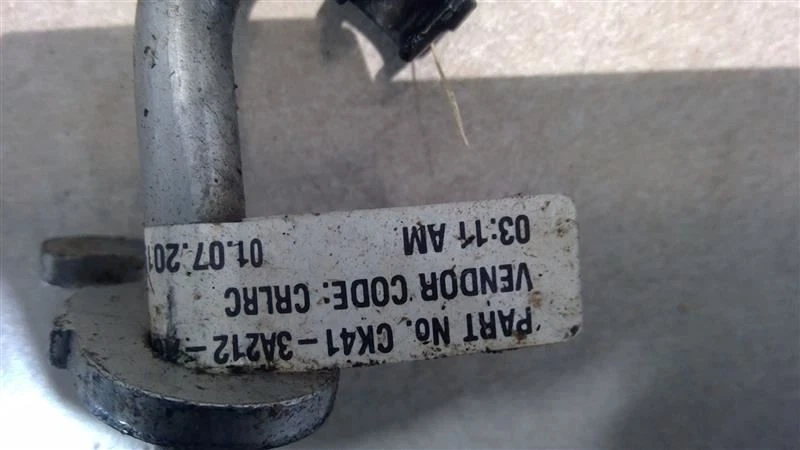 PART No. CK41-3A212-
VENDOR CODE: CRLRC
03:11 AM 01.07.201